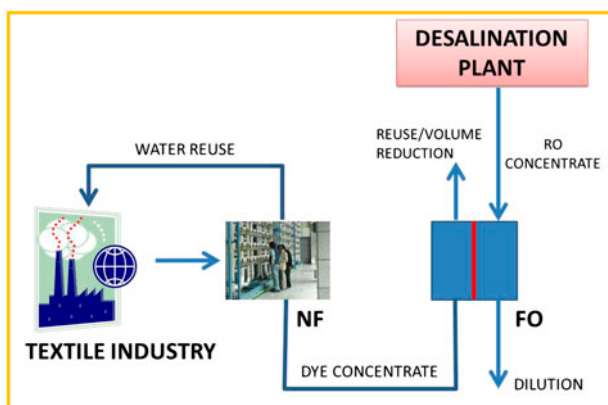 DESALINATION
PLANT
REUSE/VOLUME
REDUCTION
RO
CONCENTRATE
WATER REUSE
NF
FO
TEXTILE INDUSTRY
DYE CONCENTRATE
DILUTION